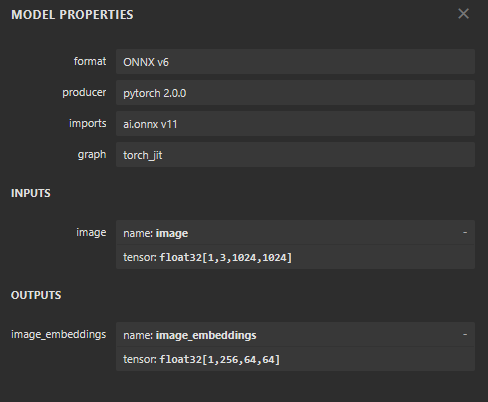 MODEL PROPERTIES ×
format ONNX v6
producer pytorch 2.0.0
imports ai.onnx v11
graph torch_jit
INPUTS
image name: image -
tensor: float32[1,3,1024,1024]
OUTPUTS
image_embeddings name: image_embeddings -
tensor: float32[1,256,64,64]